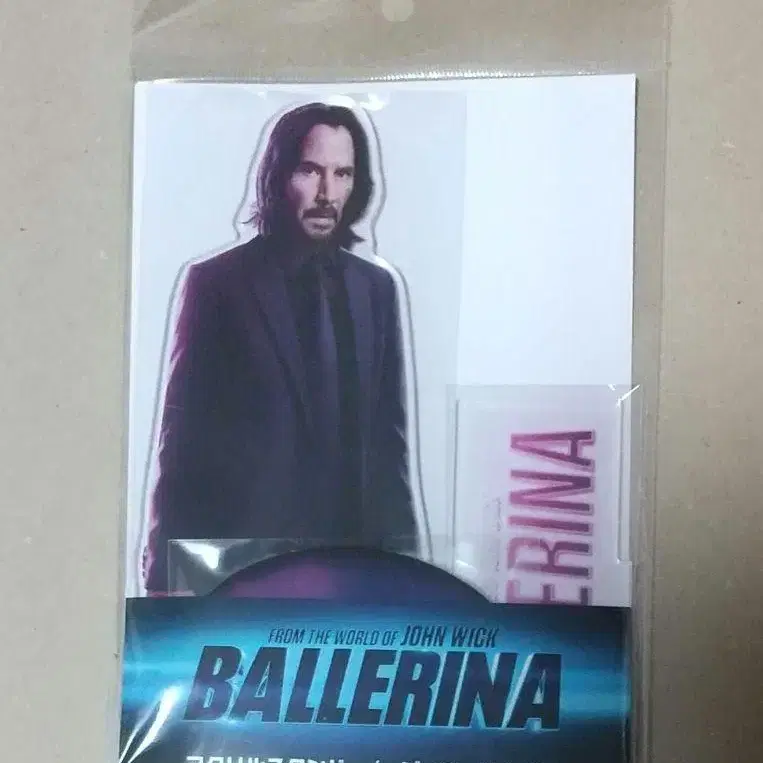 ERINA
FROM THE WORLD OF JOHN WICK
BALLERINA